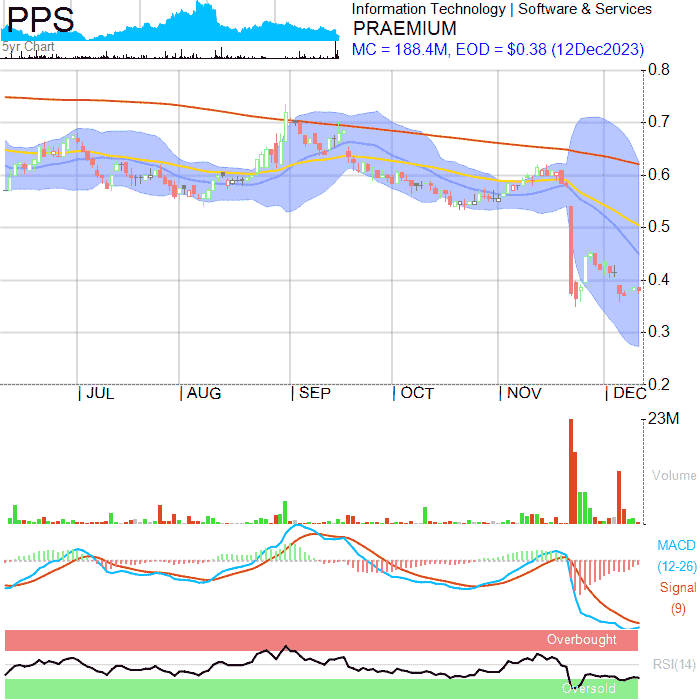 PPS
5yr Chart
Information Technology | Software & Services
PRAEMIUM
MC = 188.4M, EOD = $0.38 (12Dec2023)
0.8
0.7
0.6
0.5
0.4
0.3
0.2
| JUL | AUG | SEP | OCT | NOV | DEC
23M
Volume
MACD
(12-26)
Signal
(9)
Overbought
RSI(14)
Oversold